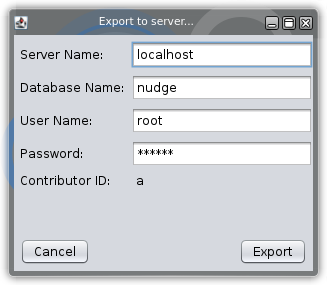 Export to server...
Server Name: localhost
Database Name: nudge
User Name: root
Password: ******
Contributor ID: a
Cancel Export